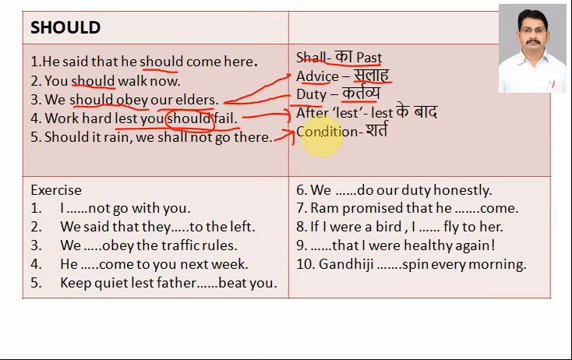 SHOULD
1.He said that he should come here.
2. You should walk now.
3. We should obey our elders.
4. Work hard lest you should fail.
5. Should it rain, we shall not go there.
Shall- का Past
Advice – सलाह
Duty – कर्तव्य
After 'lest'- lest के बाद
Condition- शर्त
Exercise
1. I ......not go with you.
2. We said that they.....to the left.
3. We .....obey the traffic rules.
4. He .....come to you next week.
5. Keep quiet lest father......beat you.
6. We ......do our duty honestly.
7. Ram promised that he .......come.
8. If I were a bird , I ...... fly to her.
9. ......that I were healthy again!
10. Gandhiji .......spin every morning.